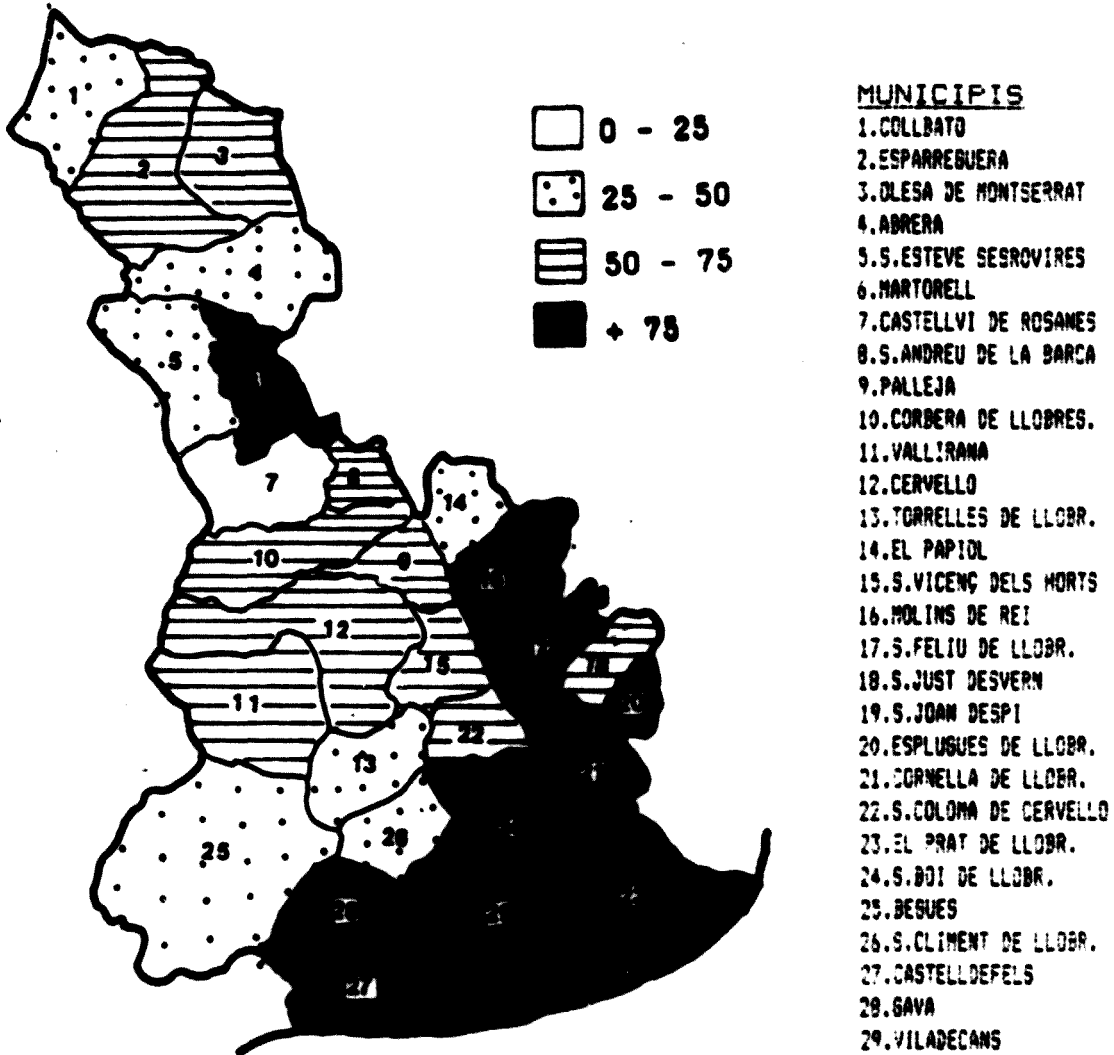 1
2
3
4
5
7
8
14
10
9
12
15
18
11
22
13
25
26
28
27
0 - 25
25 - 50
50 - 75
+ 75
MUNICIPIS
1.COLLBATO
2.ESPARREGUERA
3.OLESA DE MONTSERRAT
4.ABRERA
5.S.ESTEVE SESROVIRES
6.MARTORELL
7.CASTELLVI DE ROSANES
8.S.ANDREU DE LA BARCA
9.PALLEJA
10.CORBERA DE LLOBRES.
11.VALLIRANA
12.CERVELLO
13.TORRELLES DE LLOBR.
14.EL PAPIOL
15.S.VICENÇ DELS HORTS
16.MOLINS DE REI
17.S.FELIU DE LLOBR.
18.S.JUST DESVERN
19.S.JOAN DESPI
20.ESPLUGUES DE LLOBR.
21.CORNELLA DE LLOBR.
22.S.COLOMA DE CERVELLO
23.EL PRAT DE LLOBR.
24.S.BOI DE LLOBR.
25.BEGUES
26.S.CLIMENT DE LLOBR.
27.CASTELLDEFELS
28.GAVA
29.VILADECANS